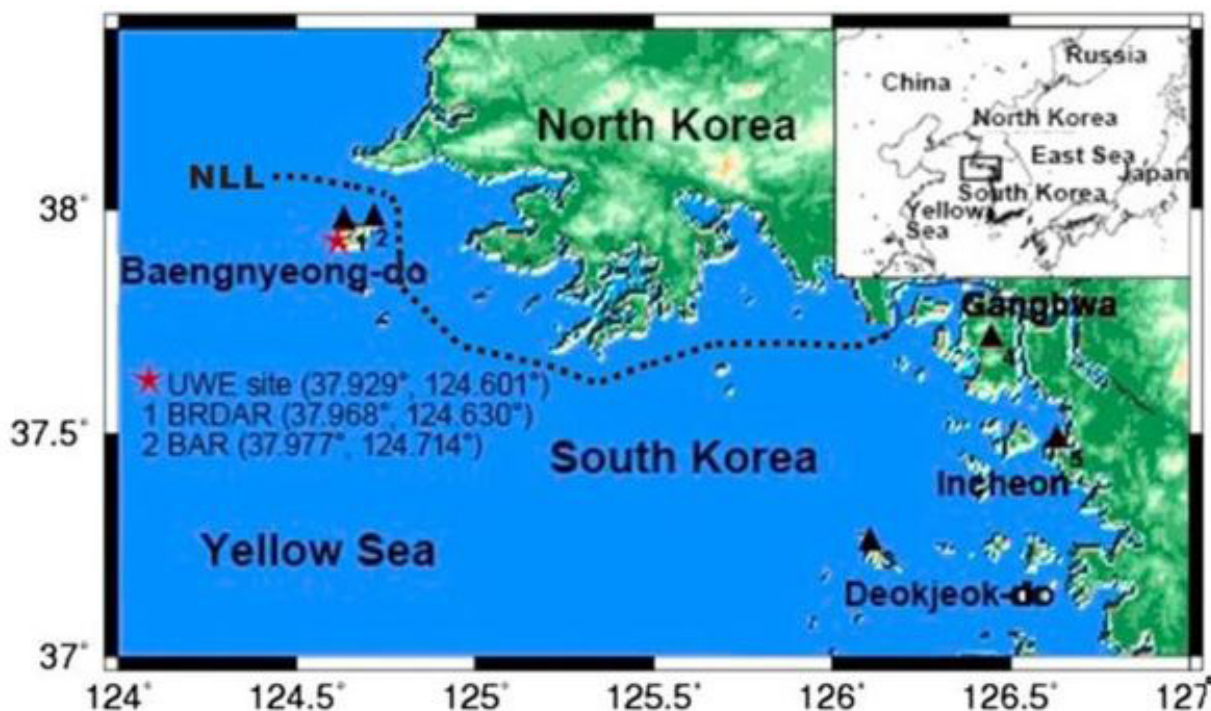 China
Russia
North Korea
East Sea
Japan
South Korea
Yellow
Sea
North Korea
NLL
38°
1 2
Baengnyeong-do
Ganghwa
4
★ UWE site (37.929°, 124.601°)
1 BRDAR (37.968°, 124.630°)
2 BAR (37.977°, 124.714°)
37.5°
South Korea
5
Incheon
Yellow Sea
3
Deokjeok-do
37°
124° 124.5° 125° 125.5° 126° 126.5° 127°